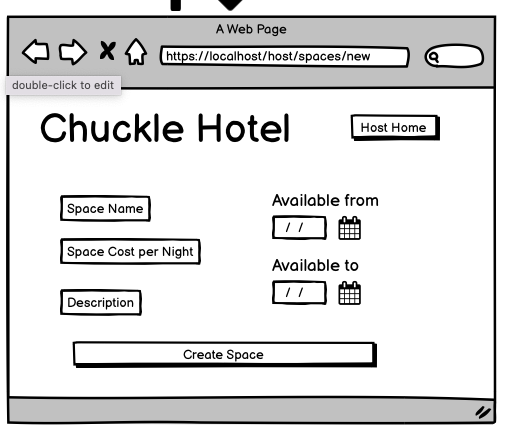 A Web Page
https://localhost/host/spaces/new
double-click to edit
Chuckle Hotel
Host Home
Space Name
Space Cost per Night
Description
Available from
/ /
Available to
/ /
Create Space